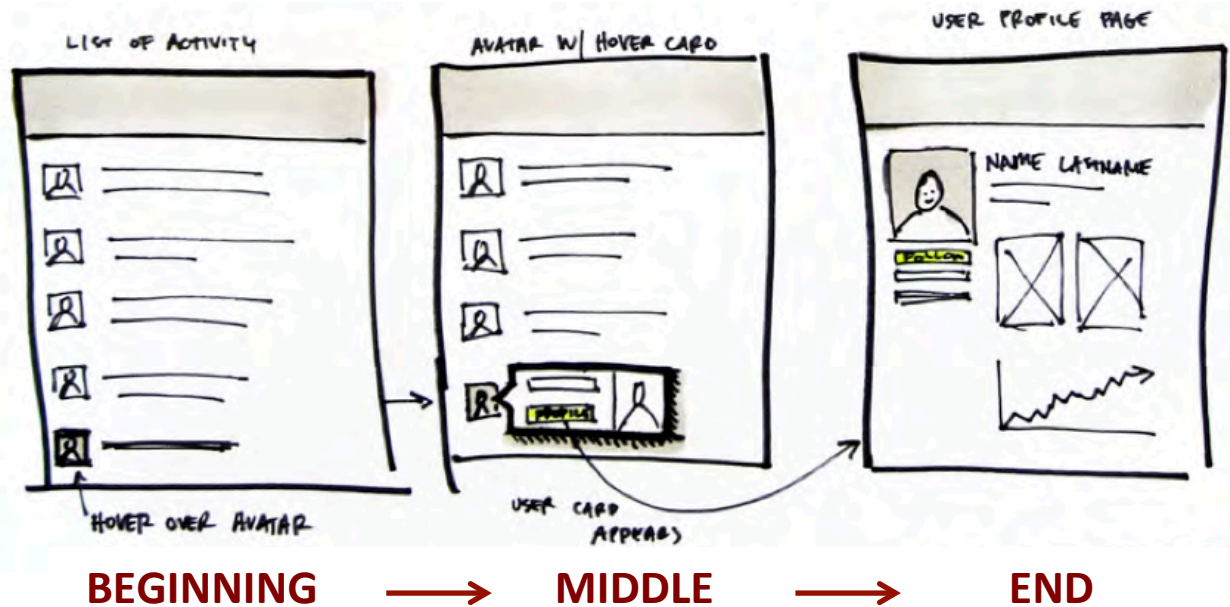 LIST OF ACTIVITY
HOVER OVER AVATAR
AVATAR W/ HOVER CARD
PROFILE
USER CARD
APPEARS
USER PROFILE PAGE
NAME LASTNAME
FOLLOW
BEGINNING
MIDDLE
END